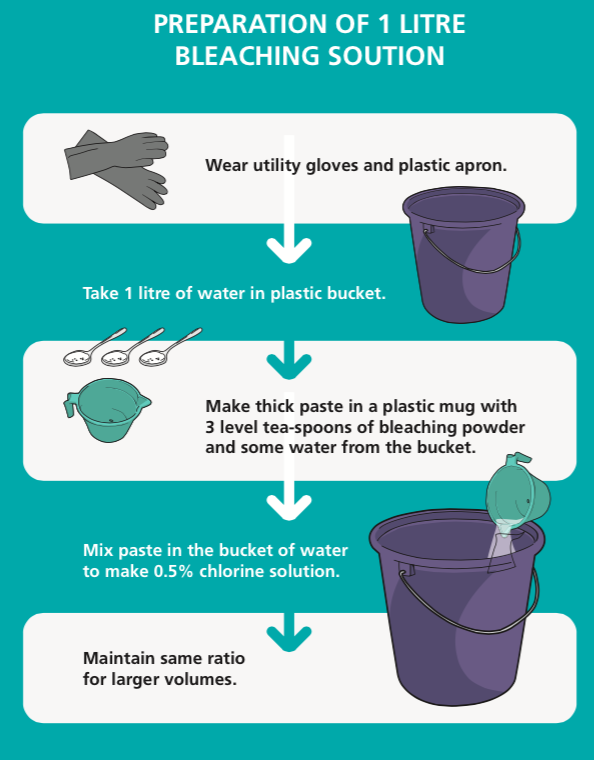 PREPARATION OF 1 LITRE
BLEACHING SOUTION
Wear utility gloves and plastic apron.
Take 1 litre of water in plastic bucket.
Make thick paste in a plastic mug with
3 level tea-spoons of bleaching powder
and some water from the bucket.
Mix paste in the bucket of water
to make 0.5% chlorine solution.
Maintain same ratio
for larger volumes.